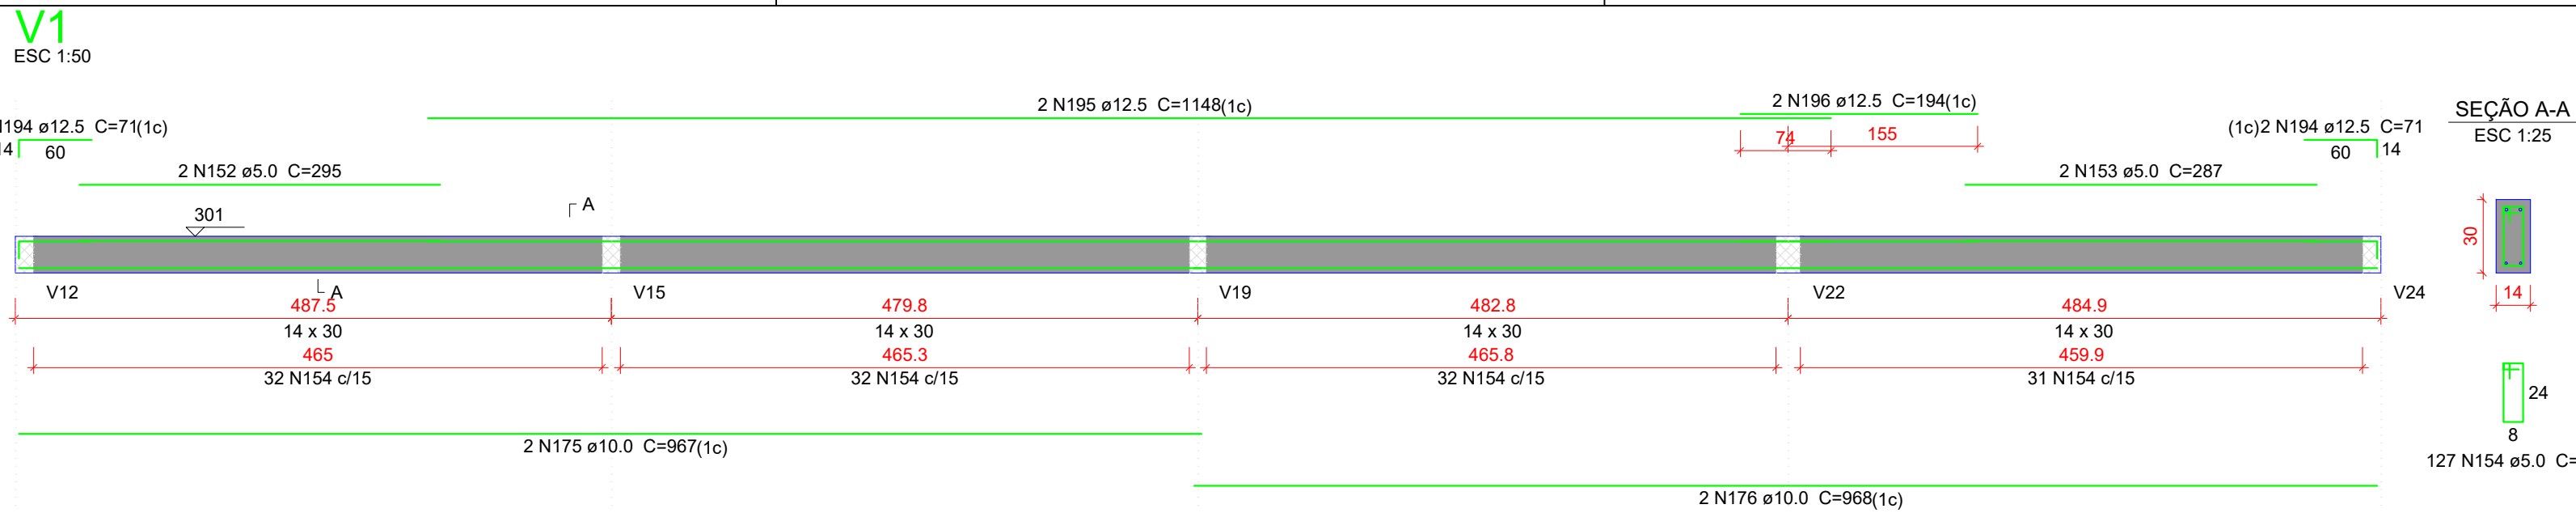 V1
ESC 1:50
2 N195 ø12.5 C=1148(1c)
2 N196 ø12.5 C=194(1c)
SEÇÃO A-A
ESC 1:25
N194 ø12.5 C=71(1c)
(1c)2 N194 ø12.5 C=71
74
155
14
60
60
14
2 N152 ø5.0 C=295
2 N153 ø5.0 C=287
A
301
30
A
V12
V15
V19
V22
V24
14
487.5
479.8
482.8
484.9
14 x 30
14 x 30
14 x 30
14 x 30
465
465.3
465.8
459.9
32 N154 c/15
32 N154 c/15
32 N154 c/15
31 N154 c/15
24
8
2 N175 ø10.0 C=967(1c)
127 N154 ø5.0 C=
2 N176 ø10.0 C=968(1c)